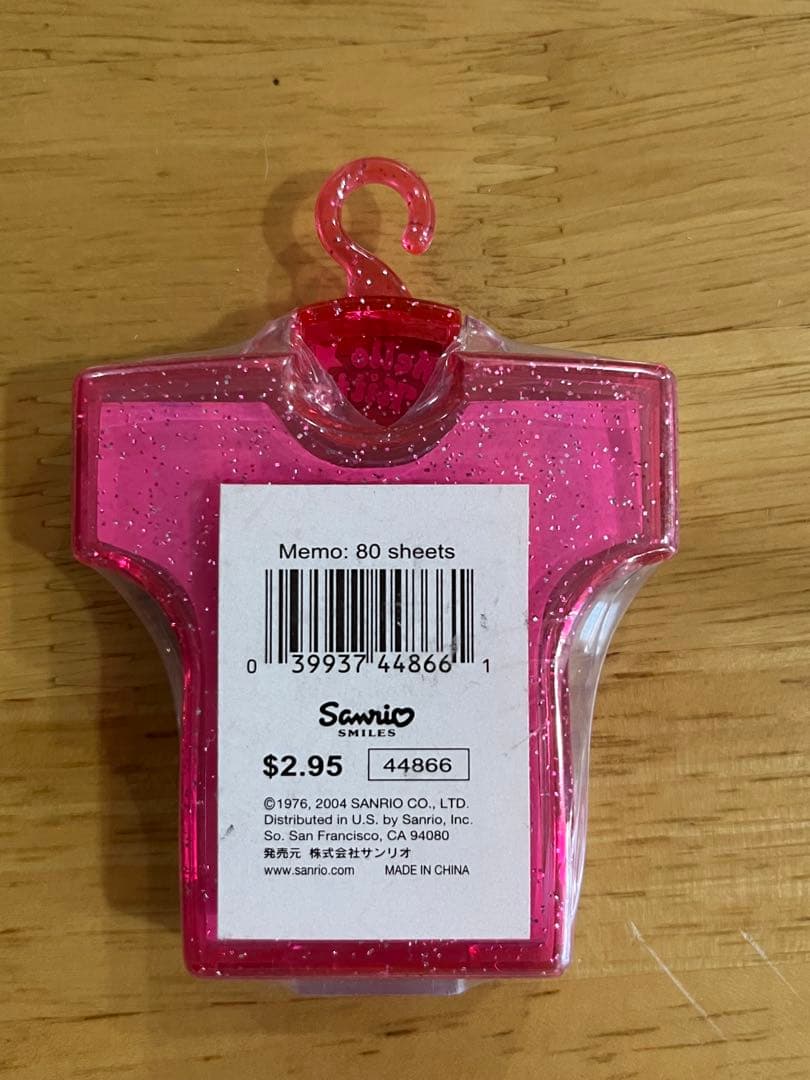 Memo: 80 sheets
0 39937 44866 1
Sanrio
SMILES
$2.95 44866
©1976, 2004 SANRIO CO., LTD.
Distributed in U.S. by Sanrio, Inc.
So. San Francisco, CA 94080
発売元 株式会社サンリオ
www.sanrio.com MADE IN CHINA